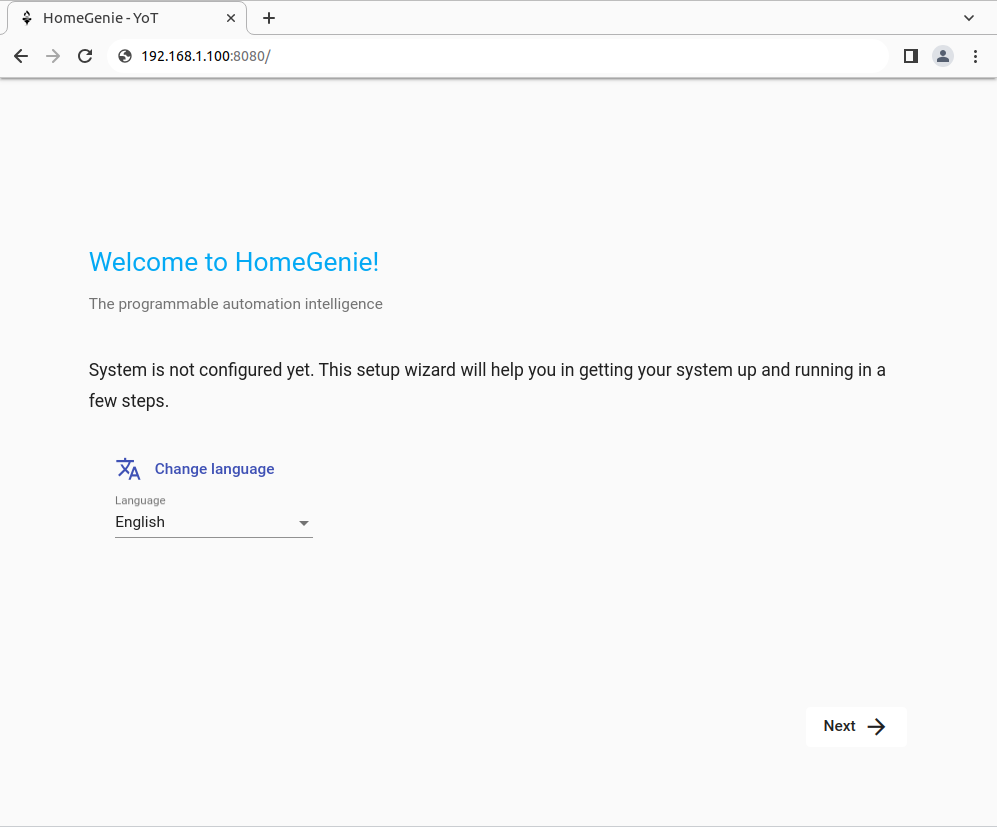 HomeGenie - YoT
192.168.1.100:8080/
Welcome to HomeGenie!
The programmable automation intelligence
System is not configured yet. This setup wizard will help you in getting your system up and running in a
few steps.
Change language
Language
English
Next